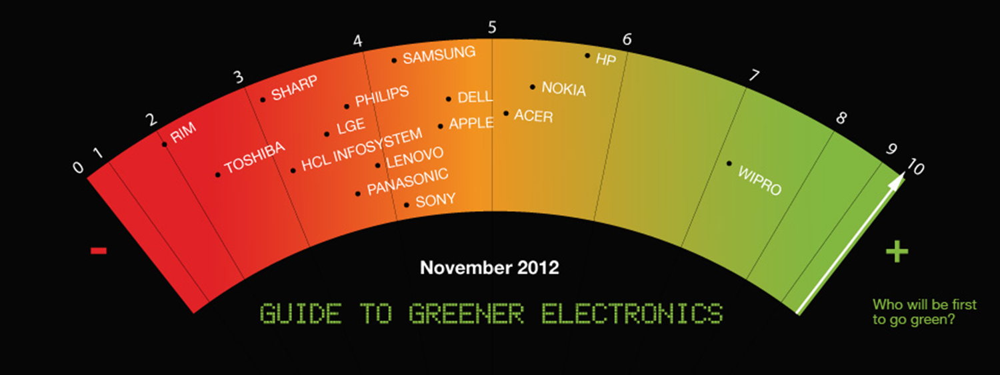 0
1
2
3
4
5
6
7
8
9
10
RIM
TOSHIBA
SHARP
HCL INFOSYSTEM
LGE
PHILIPS
PANASONIC
LENOVO
SAMSUNG
SONY
APPLE
DELL
ACER
NOKIA
HP
WIPRO
-
+
November 2012
GUIDE TO GREENER ELECTRONICS
Who will be first
to go green?